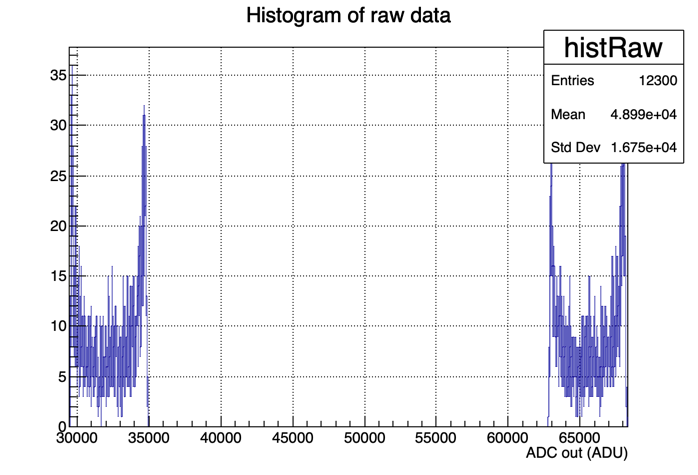 Histogram of raw data
histRaw
Entries 12300
Mean 4.899e+04
Std Dev 1.675e+04
35
30
25
20
15
10
5
0
30000 35000 40000 45000 50000 55000 60000 65000
ADC out (ADU)